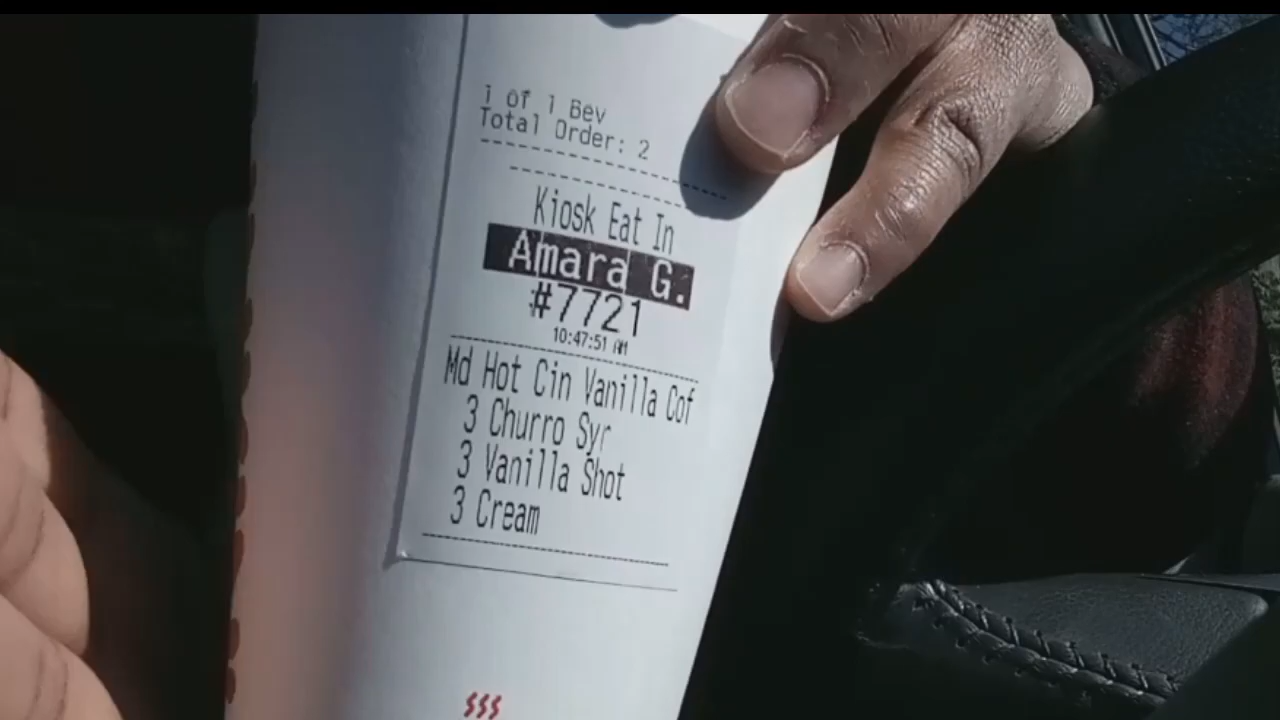 1 of 1 Bev
Total Order: 2
Kiosk Eat In
Amara G.
#7721
10:47:51 AM
Md Hot Cin Vanilla Cof
3 Churro Syr
3 Vanilla Shot
3 Cream